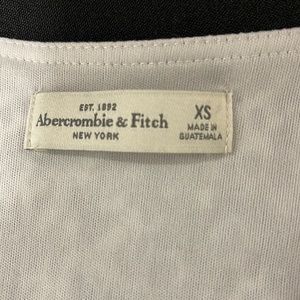 EST. 1892
Abercrombie & Fitch
NEW YORK
XS
MADE IN
GUATEMALA